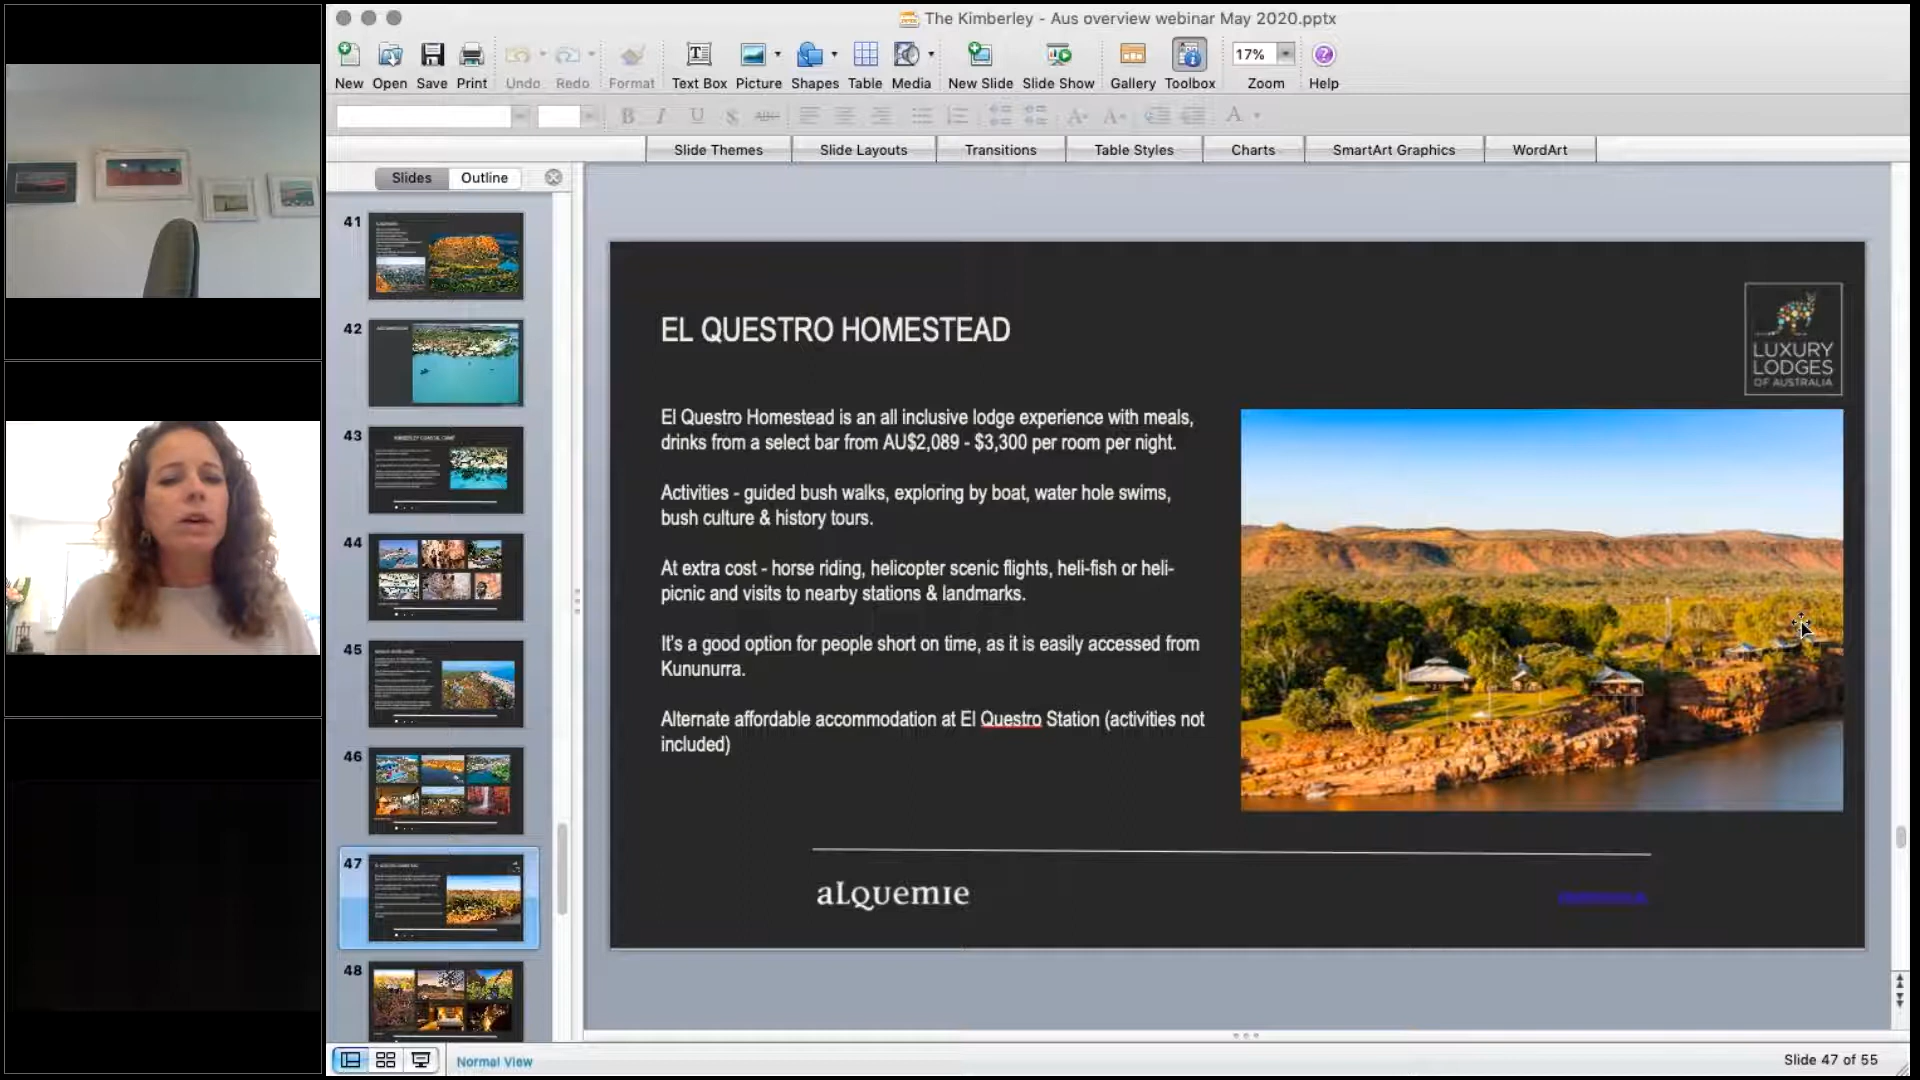 The Kimberley - Aus overview webinar May 2020.pptx
New Open Save Print Undo Redo Format Text Box Picture Shapes Table Media New Slide Slide Show Gallery Toolbox 17% Zoom Help
B I U S ABC A A A
Slide Themes Slide Layouts Transitions Table Styles Charts SmartArt Graphics WordArt
Slides Outline
41
42
43
KIMBERLEY COASTAL CAMP
44
45
46
47
48
EL QUESTRO HOMESTEAD
LUXURY
LODGES
OF AUSTRALIA
El Questro Homestead is an all inclusive lodge experience with meals,
drinks from a select bar from AU$2,089 - $3,300 per room per night.
Activities - guided bush walks, exploring by boat, water hole swims,
bush culture & history tours.
At extra cost - horse riding, helicopter scenic flights, heli-fish or heli-
picnic and visits to nearby stations & landmarks.
It's a good option for people short on time, as it is easily accessed from
Kununurra.
Alternate affordable accommodation at El Questro Station (activities not
included)
aLQuemie
Normal View
Slide 47 of 55